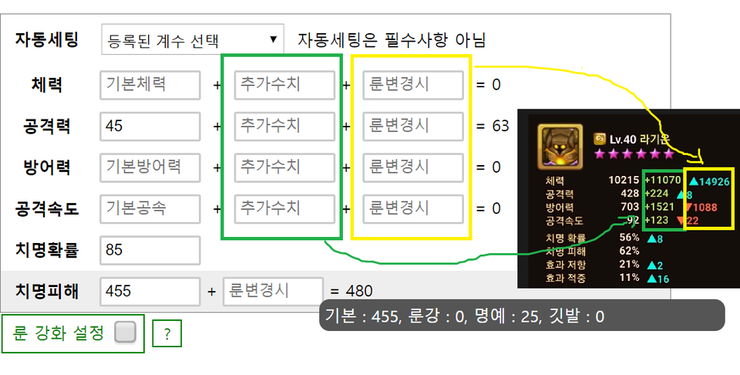 자동세팅 등록된 계수 선택 ▼ 자동세팅은 필수사항 아님
체력 기본체력 + 추가수치 + 룬변경시 = 0
공격력 45 + 추가수치 + 룬변경시 = 63
방어력 기본방어력 + 추가수치 + 룬변경시 = 0
공격속도 기본공속 + 추가수치 + 룬변경시 = 0
치명확률 85
치명피해 455 + 룬변경시 = 480
룬 강화 설정 ?
Lv.40 라기운
체력 10215 +11070 ▲14926
공격력 428 +224 ▲8
방어력 703 +1521 ▼1088
공격속도 92 +123 ▼22
치명 확률 56% ▲8
치명 피해 62%
효과 저항 21% ▲2
효과 적중 11% ▲16
기본 : 455, 룬강 : 0, 명예 : 25, 깃발 : 0